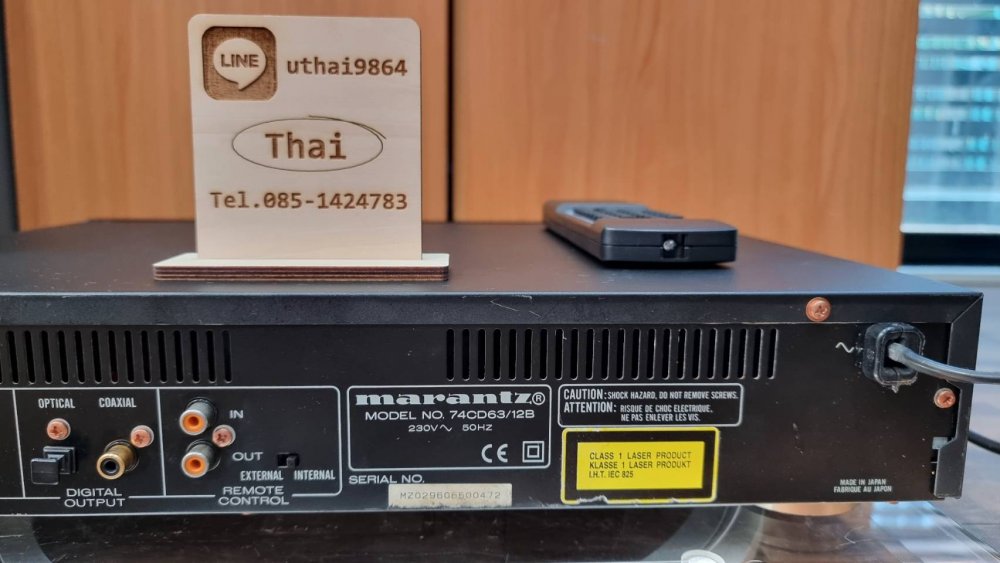 LINE
uthai9864
Thai
Tel.085-1424783
OPTICAL COAXIAL
DIGITAL
OUTPUT
IN
OUT
EXTERNAL INTERNAL
REMOTE
CONTROL
marantz®
MODEL NO. 74CD63/12B
230V～ 50HZ
CE
SERIAL NO.
MZ029606500472
CAUTION: SHOCK HAZARD, DO NOT REMOVE SCREWS.
ATTENTION: RISQUE DE CHOC ELECTRIQUE,
NE PAS ENLEVER LES VIS.
CLASS 1 LASER PRODUCT
KLASSE 1 LASER PRODUKT
I.H.T. IEC 825
MADE IN JAPAN
FABRIQUE AU JAPON